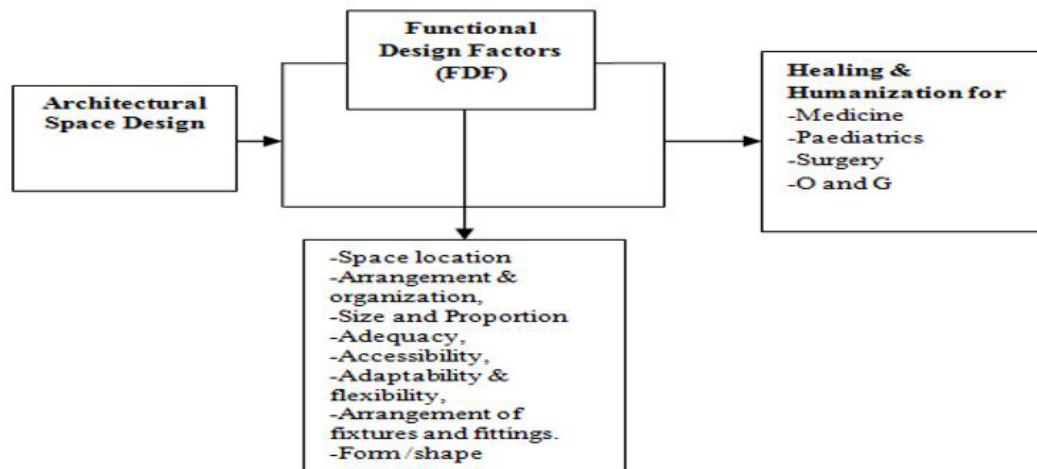 Functional
Design Factors
(FDF)
Architectural
Space Design
Healing &
Humanization for
-Medicine
-Paediatrics
-Surgery
-O and G
-Space location
-Arrangement &
organization,
-Size and Proportion
-Adequacy,
-Accessibility,
-Adaptability &
flexibility,
-Arrangement of
fixtures and fittings.
-Form/shape